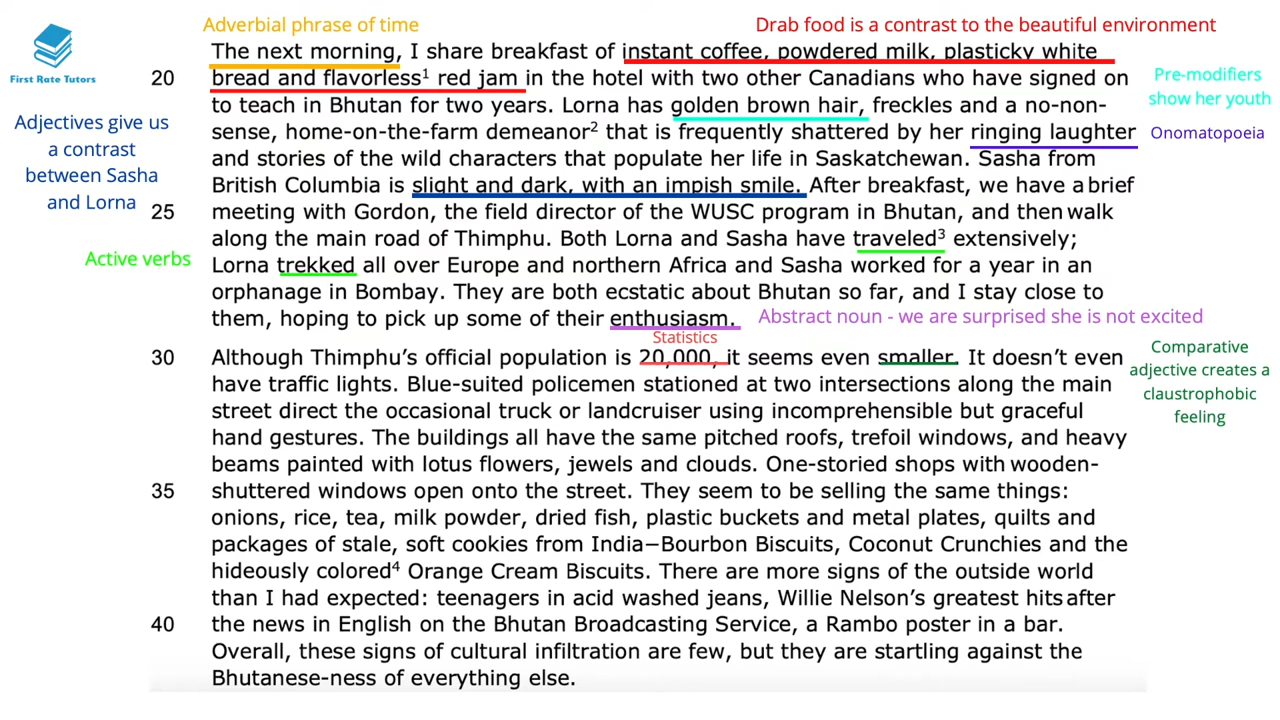 Adverbial phrase of time
Drab food is a contrast to the beautiful environment
First Rate Tutors
The next morning, I share breakfast of instant coffee, powdered milk, plasticky white
20 bread and flavorless¹ red jam in the hotel with two other Canadians who have signed on
to teach in Bhutan for two years. Lorna has golden brown hair, freckles and a no-non-
sense, home-on-the-farm demeanor² that is frequently shattered by her ringing laughter
and stories of the wild characters that populate her life in Saskatchewan. Sasha from
British Columbia is slight and dark, with an impish smile. After breakfast, we have a brief
25 meeting with Gordon, the field director of the WUSC program in Bhutan, and then walk
along the main road of Thimphu. Both Lorna and Sasha have traveled³ extensively;
Lorna trekked all over Europe and northern Africa and Sasha worked for a year in an
orphanage in Bombay. They are both ecstatic about Bhutan so far, and I stay close to
them, hoping to pick up some of their enthusiasm.
Pre-modifiers
show her youth
Onomatopoeia
Adjectives give us
a contrast
between Sasha
and Lorna
Active verbs
Abstract noun - we are surprised she is not excited
Statistics
30 Although Thimphu’s official population is 20,000, it seems even smaller. It doesn’t even
have traffic lights. Blue-suited policemen stationed at two intersections along the main
street direct the occasional truck or landcruiser using incomprehensible but graceful
hand gestures. The buildings all have the same pitched roofs, trefoil windows, and heavy
beams painted with lotus flowers, jewels and clouds. One-storied shops with wooden-
35 shuttered windows open onto the street. They seem to be selling the same things:
onions, rice, tea, milk powder, dried fish, plastic buckets and metal plates, quilts and
packages of stale, soft cookies from India—Bourbon Biscuits, Coconut Crunchies and the
hideously colored⁴ Orange Cream Biscuits. There are more signs of the outside world
than I had expected: teenagers in acid washed jeans, Willie Nelson’s greatest hits after
40 the news in English on the Bhutan Broadcasting Service, a Rambo poster in a bar.
Overall, these signs of cultural infiltration are few, but they are startling against the
Bhutanese-ness of everything else.
Comparative
adjective creates a
claustrophobic
feeling